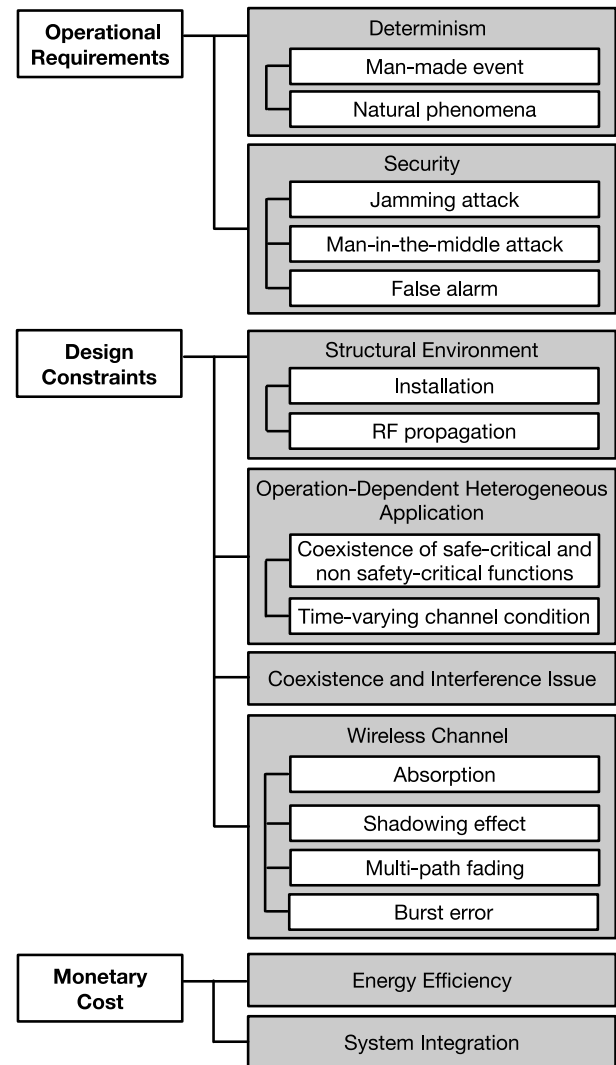 Operational
Requirements
Determinism
Man-made event
Natural phenomena
Security
Jamming attack
Man-in-the-middle attack
False alarm
Design
Constraints
Structural Environment
Installation
RF propagation
Operation-Dependent Heterogeneous
Application
Coexistence of safe-critical and
non safety-critical functions
Time-varying channel condition
Coexistence and Interference Issue
Wireless Channel
Absorption
Shadowing effect
Multi-path fading
Burst error
Monetary
Cost
Energy Efficiency
System Integration